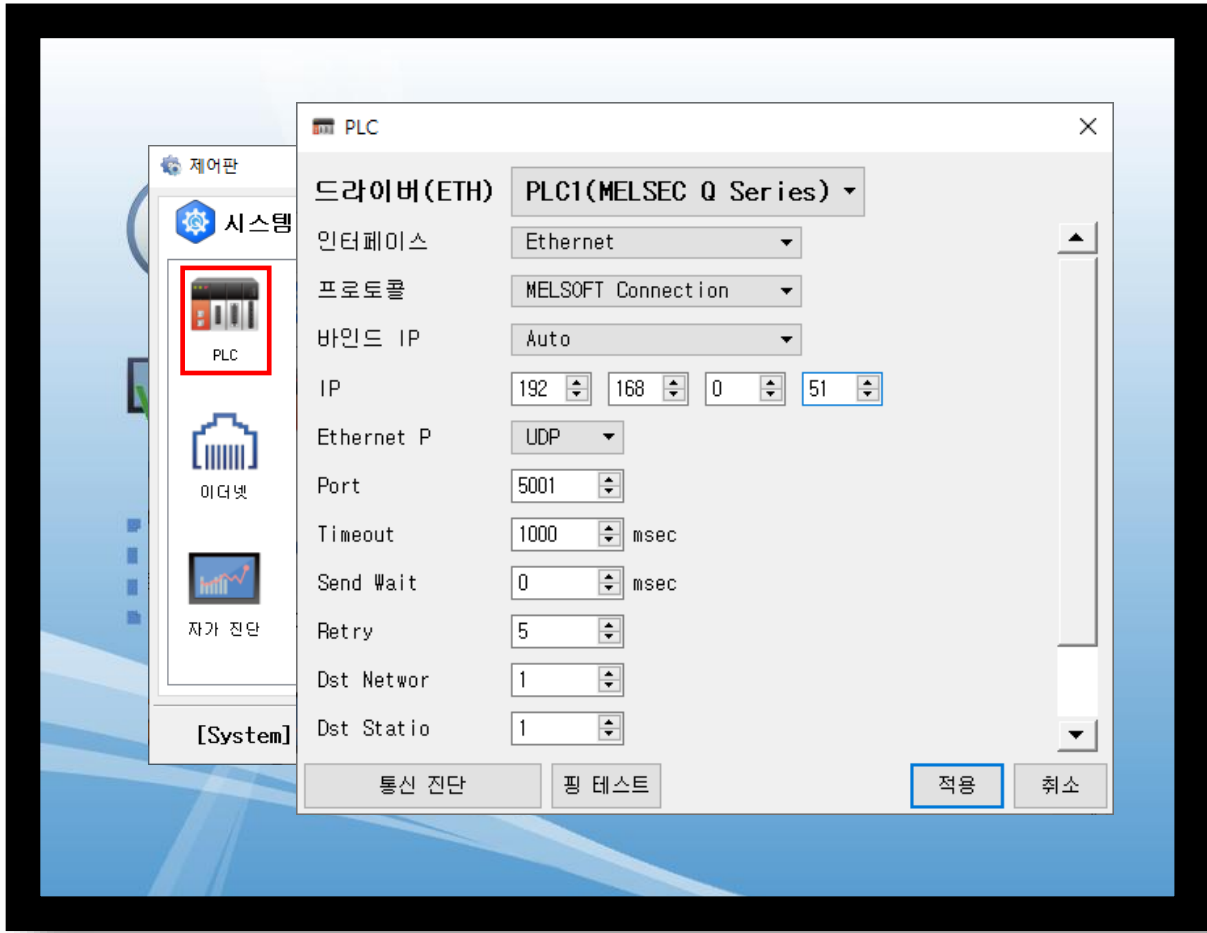 PLC
제어판
시스템
PLC
이더넷
자가 진단
[System]
드라이버(ETH) PLC1(MELSEC Q Series)
인터페이스 Ethernet
프로토콜 MELSOFT Connection
바인드 IP Auto
IP 192 168 0 51
Ethernet P UDP
Port 5001
Timeout 1000 msec
Send Wait 0 msec
Retry 5
Dst Networ 1
Dst Statio 1
통신 진단 핑 테스트 적용 취소